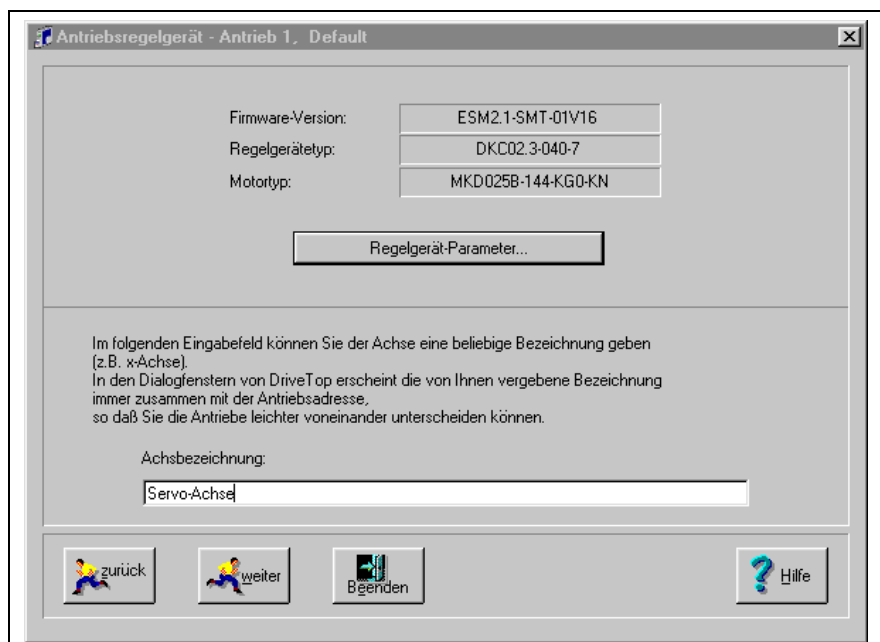 Antriebsregelgerät - Antrieb 1, Default
Firmware-Version: ESM2.1-SMT-01V16
Regelgerätetyp: DKC02.3-040-7
Motortyp: MKD025B-144-KG0-KN
Regelgerät-Parameter...
Im folgenden Eingabefeld können Sie der Achse eine beliebige Bezeichnung geben
(z.B. x-Achse).
In den Dialogfenstern von DriveTop erscheint die von Ihnen vergebene Bezeichnung
immer zusammen mit der Antriebsadresse,
so daß Sie die Antriebe leichter voneinander unterscheiden können.
Achsbezeichnung:
Servo-Achse
zurück weiter Beenden Hilfe